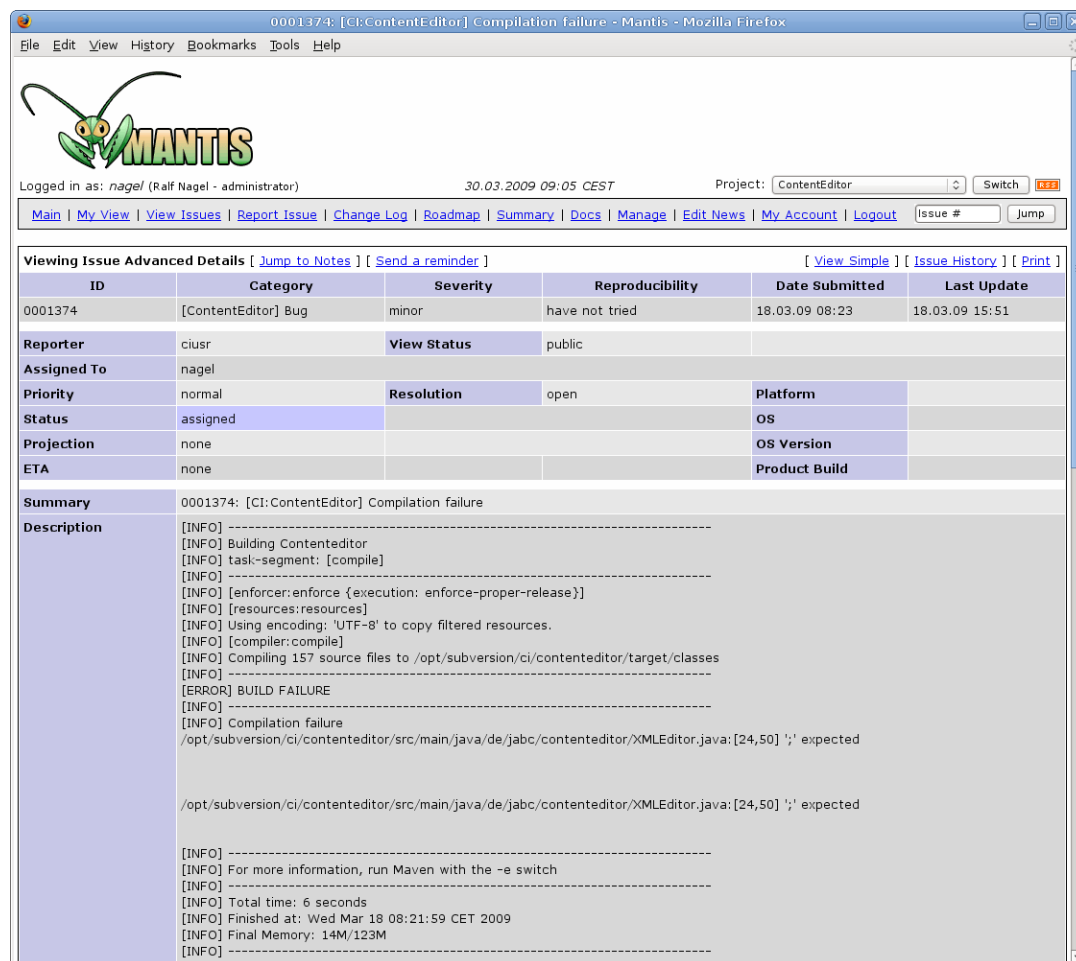 0001374: [CI:ContentEditor] Compilation failure - Mantis - Mozilla Firefox
File Edit View History Bookmarks Tools Help
MANTIS
Logged in as: nagel (Ralf Nagel - administrator) 30.03.2009 09:05 CEST Project: ContentEditor Switch RSS
Main | My View | View Issues | Report Issue | Change Log | Roadmap | Summary | Docs | Manage | Edit News | My Account | Logout Issue # Jump
Viewing Issue Advanced Details [ Jump to Notes ] [ Send a reminder ] [ View Simple ] [ Issue History ] [ Print ]
ID Category Severity Reproducibility Date Submitted Last Update
0001374 [ContentEditor] Bug minor have not tried 18.03.09 08:23 18.03.09 15:51
Reporter ciusr View Status public
Assigned To nagel
Priority normal Resolution open Platform
Status assigned OS
Projection none OS Version
ETA none Product Build
Summary 0001374: [CI:ContentEditor] Compilation failure
Description [INFO] ------------------------------------------------------------------------
[INFO] Building Contenteditor
[INFO] task-segment: [compile]
[INFO] ------------------------------------------------------------------------
[INFO] [enforcer:enforce {execution: enforce-proper-release}]
[INFO] [resources:resources]
[INFO] Using encoding: 'UTF-8' to copy filtered resources.
[INFO] [compiler:compile]
[INFO] Compiling 157 source files to /opt/subversion/ci/contenteditor/target/classes
[INFO] ------------------------------------------------------------------------
[ERROR] BUILD FAILURE
[INFO] ------------------------------------------------------------------------
[INFO] Compilation failure
/opt/subversion/ci/contenteditor/src/main/java/de/jabc/contenteditor/XMLEditor.java:[24,50] ';' expected
/opt/subversion/ci/contenteditor/src/main/java/de/jabc/contenteditor/XMLEditor.java:[24,50] ';' expected
[INFO] ------------------------------------------------------------------------
[INFO] For more information, run Maven with the -e switch
[INFO] ------------------------------------------------------------------------
[INFO] Total time: 6 seconds
[INFO] Finished at: Wed Mar 18 08:21:59 CET 2009
[INFO] Final Memory: 14M/123M
[INFO] ------------------------------------------------------------------------